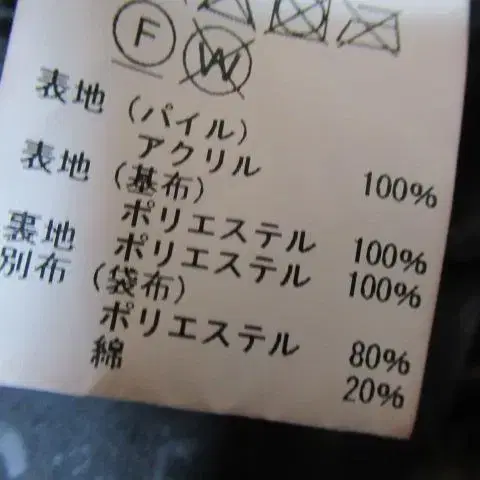 F
W
表地(パイル)
アクリル 100%
表地(基布)
ポリエステル 100%
裏地 ポリエステル 100%
別布(袋布)
ポリエステル 80%
綿 20%